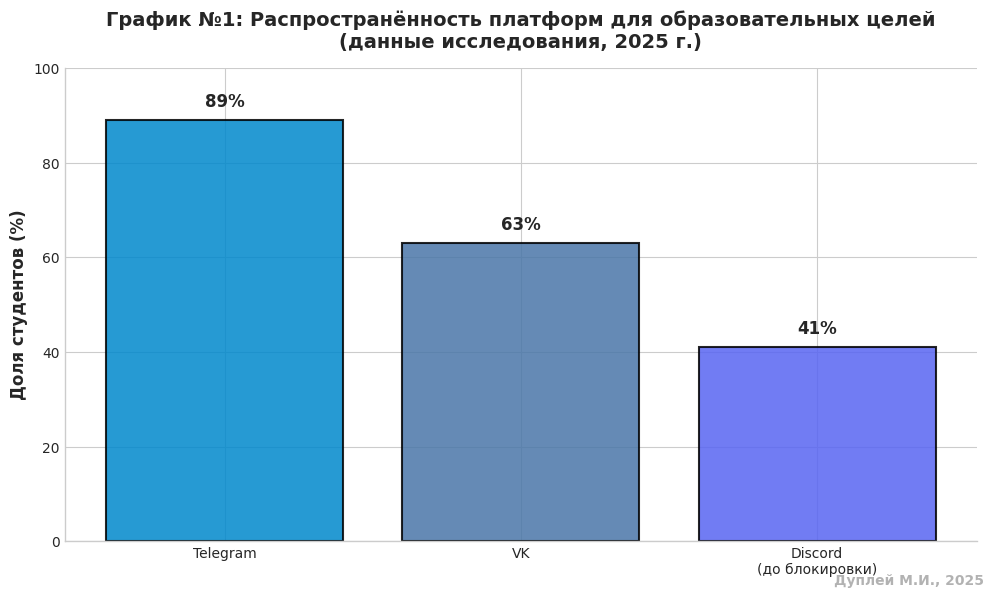 График №1: Распространённость платформ для образовательных целей
(данные исследования, 2025 г.)
Доля студентов (%)
100
80
60
40
20
0
89%
63%
41%
Telegram
VK
Discord
(до блокировки)
Дуплей М.И., 2025